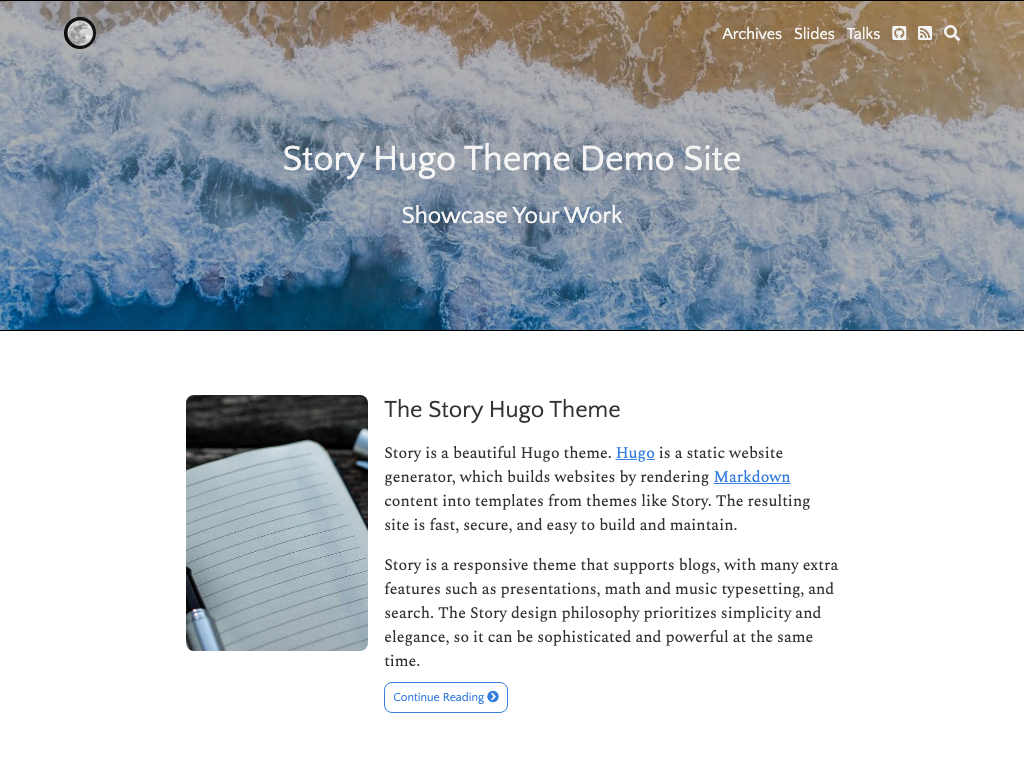 Archives Slides Talks
Story Hugo Theme Demo Site
Showcase Your Work
The Story Hugo Theme
Story is a beautiful Hugo theme. Hugo is a static website
generator, which builds websites by rendering Markdown
content into templates from themes like Story. The resulting
site is fast, secure, and easy to build and maintain.
Story is a responsive theme that supports blogs, with many extra
features such as presentations, math and music typesetting, and
search. The Story design philosophy prioritizes simplicity and
elegance, so it can be sophisticated and powerful at the same
time.
Continue Reading